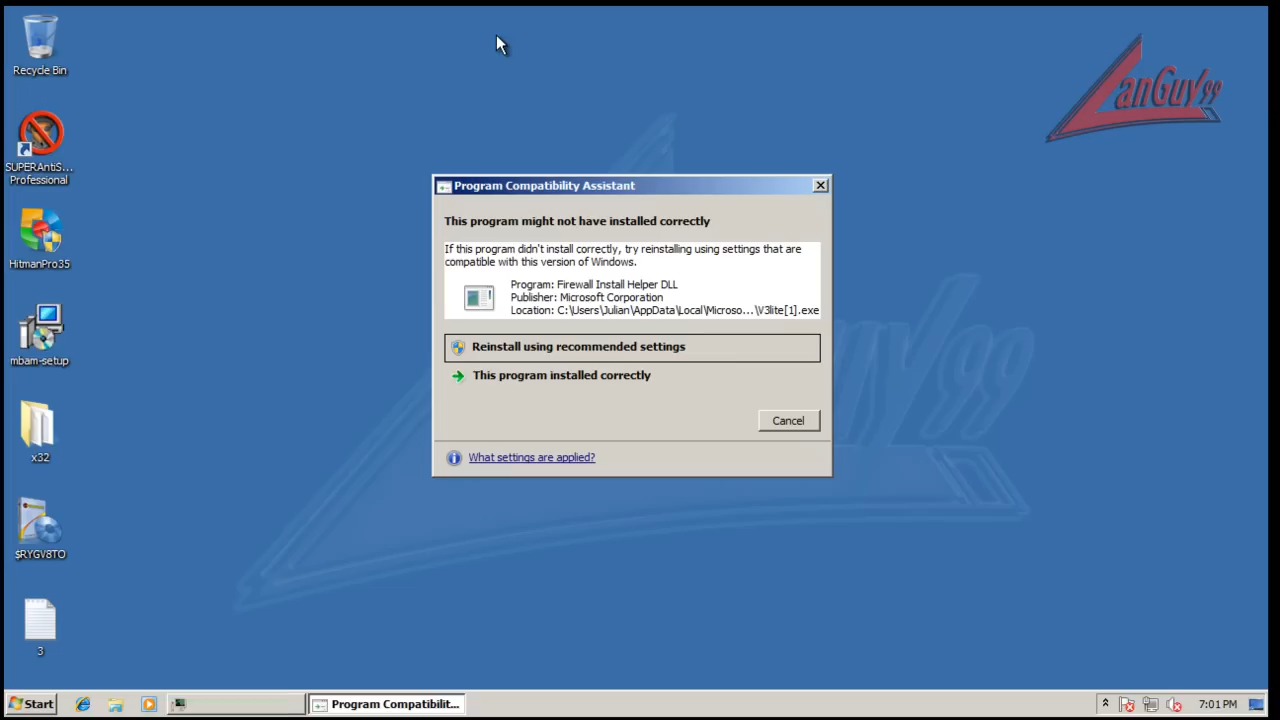 Recycle Bin
LanGuy99
SUPERAntiS...
Professional
HitmanPro35
mbam-setup
x32
$RYGV8TO
3
Program Compatibility Assistant
This program might not have installed correctly
If this program didn't install correctly, try reinstalling using settings that are
compatible with this version of Windows.
Program: Firewall Install Helper DLL
Publisher: Microsoft Corporation
Location: C:\Users\Julian\AppData\Local\Microso...\V3lite[1].exe
Reinstall using recommended settings
This program installed correctly
Cancel
What settings are applied?
Start
Program Compatibilit...
7:01 PM